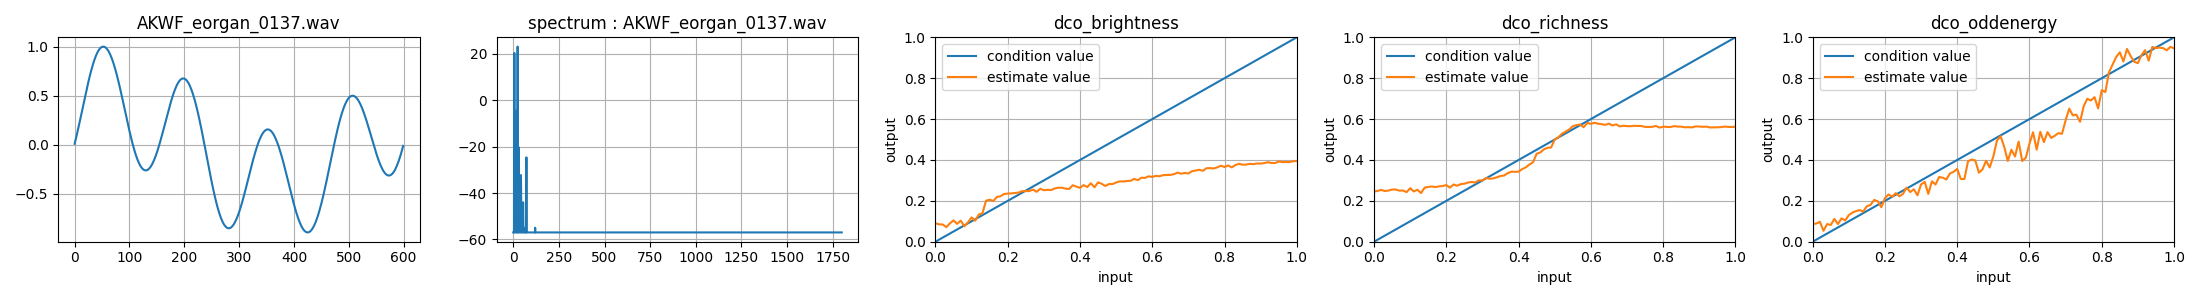 AKWF_eorgan_0137.wav
1.0
0.5
0.0
−0.5
0 100 200 300 400 500 600
spectrum : AKWF_eorgan_0137.wav
20
0
−20
−40
−60
0 250 500 750 1000 1250 1500 1750
dco_brightness
condition value
estimate value
output
1.0
0.8
0.6
0.4
0.2
0.0
0.0 0.2 0.4 0.6 0.8 1.0
input
dco_richness
condition value
estimate value
output
1.0
0.8
0.6
0.4
0.2
0.0
0.0 0.2 0.4 0.6 0.8 1.0
input
dco_oddenergy
condition value
estimate value
output
1.0
0.8
0.6
0.4
0.2
0.0
0.0 0.2 0.4 0.6 0.8 1.0
input